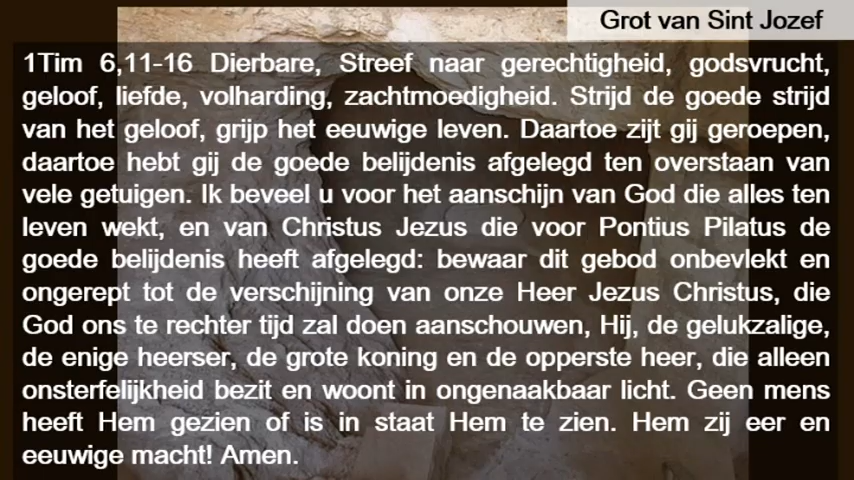 Grot van Sint Jozef
1Tim 6,11-16 Dierbare, Streef naar gerechtigheid, godsvrucht,
geloof, liefde, volharding, zachtmoedigheid. Strijd de goede strijd
van het geloof, grijp het eeuwige leven. Daartoe zijt gij geroepen,
daartoe hebt gij de goede belijdenis afgelegd ten overstaan van
vele getuigen. Ik beveel u voor het aanschijn van God die alles ten
leven wekt, en van Christus Jezus die voor Pontius Pilatus de
goede belijdenis heeft afgelegd: bewaar dit gebod onbevlekt en
ongerept tot de verschijning van onze Heer Jezus Christus, die
God ons te rechter tijd zal doen aanschouwen, Hij, de gelukzalige,
de enige heerser, de grote koning en de opperste heer, die alleen
onsterfelijkheid bezit en woont in ongenaakbaar licht. Geen mens
heeft Hem gezien of is in staat Hem te zien. Hem zij eer en
eeuwige macht! Amen.